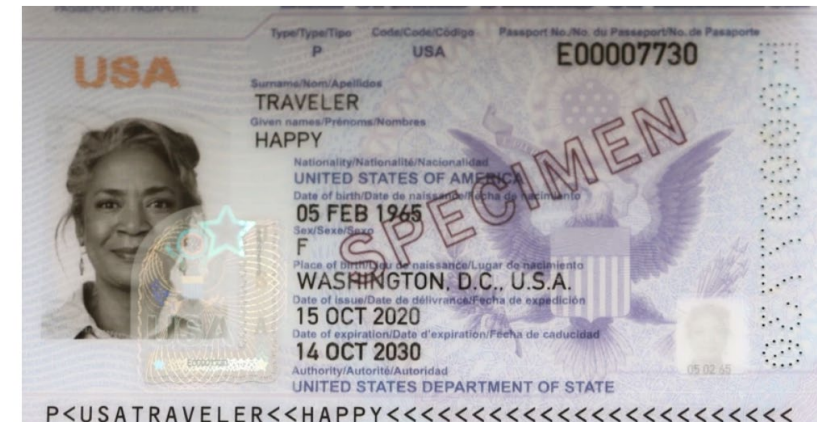 PASSEPORT / PASAPORTE
Type/Type/Tipo Code/Code/Código Passport No./No. du Passeport/No. de Pasaporte
P USA E00007730
USA
Surname/Nom/Apellidos
TRAVELER
Given names/Prénoms/Nombres
HAPPY
Nationality/Nationalité/Nacionalidad
UNITED STATES OF AMERICA
Date of birth/Date de naissance/Fecha de nacimiento
05 FEB 1965
Sex/Sexe/Sexo
F
Place of birth/Lieu de naissance/Lugar de nacimiento
WASHINGTON, D.C., U.S.A.
Date of issue/Date de délivrance/Fecha de expedición
15 OCT 2020
Date of expiration/Date d'expiration/Fecha de caducidad
14 OCT 2030
Authority/Autorité/Autoridad
UNITED STATES DEPARTMENT OF STATE
SPECIMEN
USA
05 02 65
P<USATRAVELER<<HAPPY<<<<<<<<<<<<<<<<<<<<<<<<